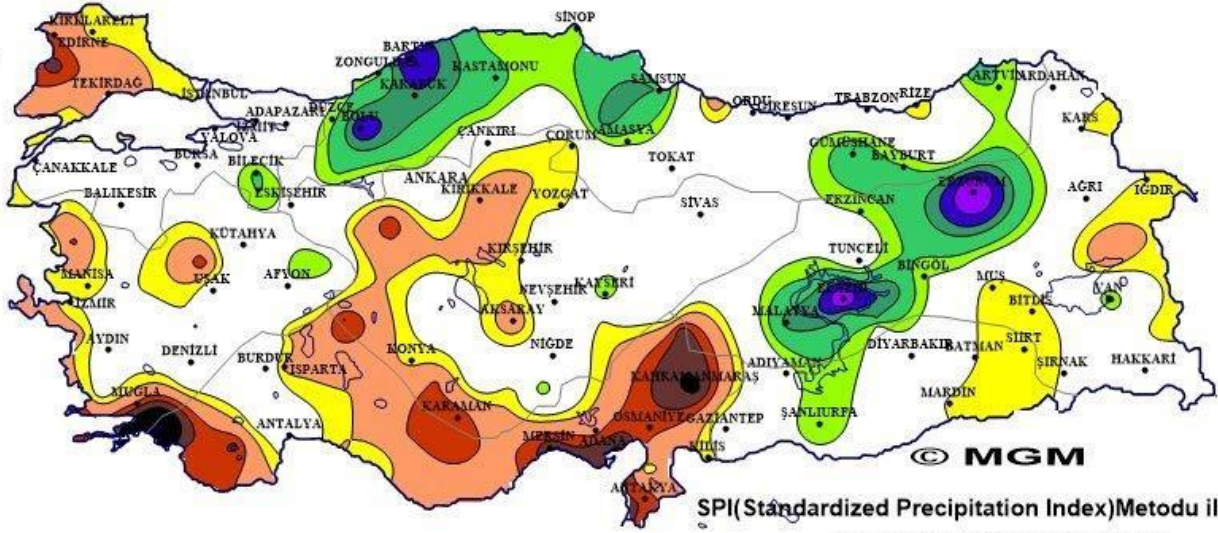 SİNOP
KIRKLARELİ
EDİRNE
BARTIN
ZONGULDAK
KASTAMONU
TEKİRDAĞ
KARABÜK
SAMSUN
ARTVİN
ARDAHAN
İSTANBUL
ADAPAZARI
DÜZCE
BOLU
ORDU
GİRESUN
TRABZON
RİZE
KARS
İZMİT
YALOVA
ÇANKIRI
ÇORUM
AMASYA
GÜMÜŞHANE
BAYBURT
ÇANAKKALE
BURSA
BİLECİK
TOKAT
ANKARA
KIRIKKALE
ERZURUM
AĞRI
IĞDIR
BALIKESİR
ESKİŞEHİR
YOZGAT
SİVAS
ERZİNCAN
KÜTAHYA
KIRŞEHİR
TUNCELİ
BİNGÖL
MANİSA
UŞAK
AFYON
NEVŞEHİR
KAYSERİ
MUŞ
VAN
İZMİR
AKSARAY
MALATYA
BİTLİS
AYDIN
DENİZLİ
BURDUR
ISPARTA
KONYA
NİĞDE
ADIYAMAN
DİYARBAKIR
BATMAN
SİİRT
ŞIRNAK
HAKKARİ
KAHRAMANMARAŞ
MUĞLA
KARAMAN
MARDİN
ANTALYA
OSMANİYE
GAZİANTEP
ŞANLIURFA
MERSİN
ADANA
KİLİS
© MGM
ANTAKYA
SPI(Standardized Precipitation Index)Metodu il